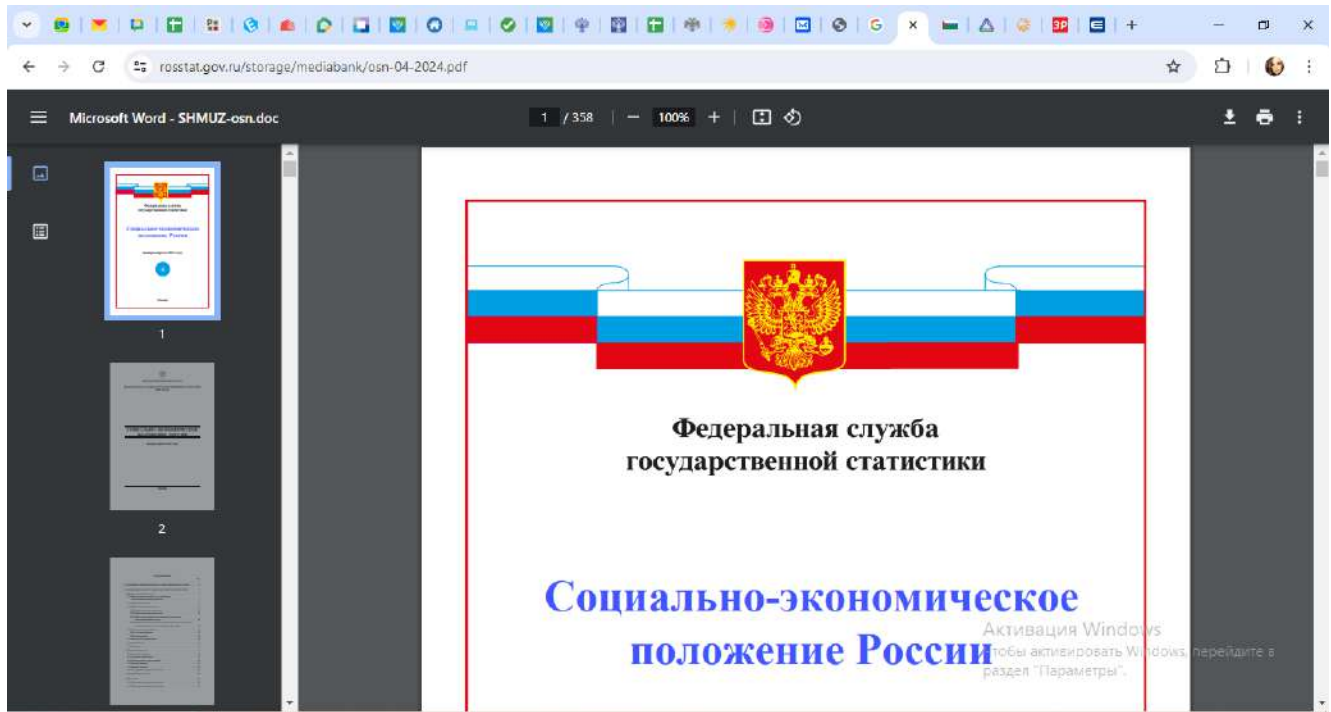 rosstat.gov.ru/storage/mediabank/osn-04-2024.pdf
Microsoft Word - SHMUZ-osn.doc
1 / 358
100%
1
2
Федеральная служба
государственной статистики
Социально-экономическое
положение России
Активация Windows
Чтобы активировать Windows, перейдите в
раздел "Параметры".